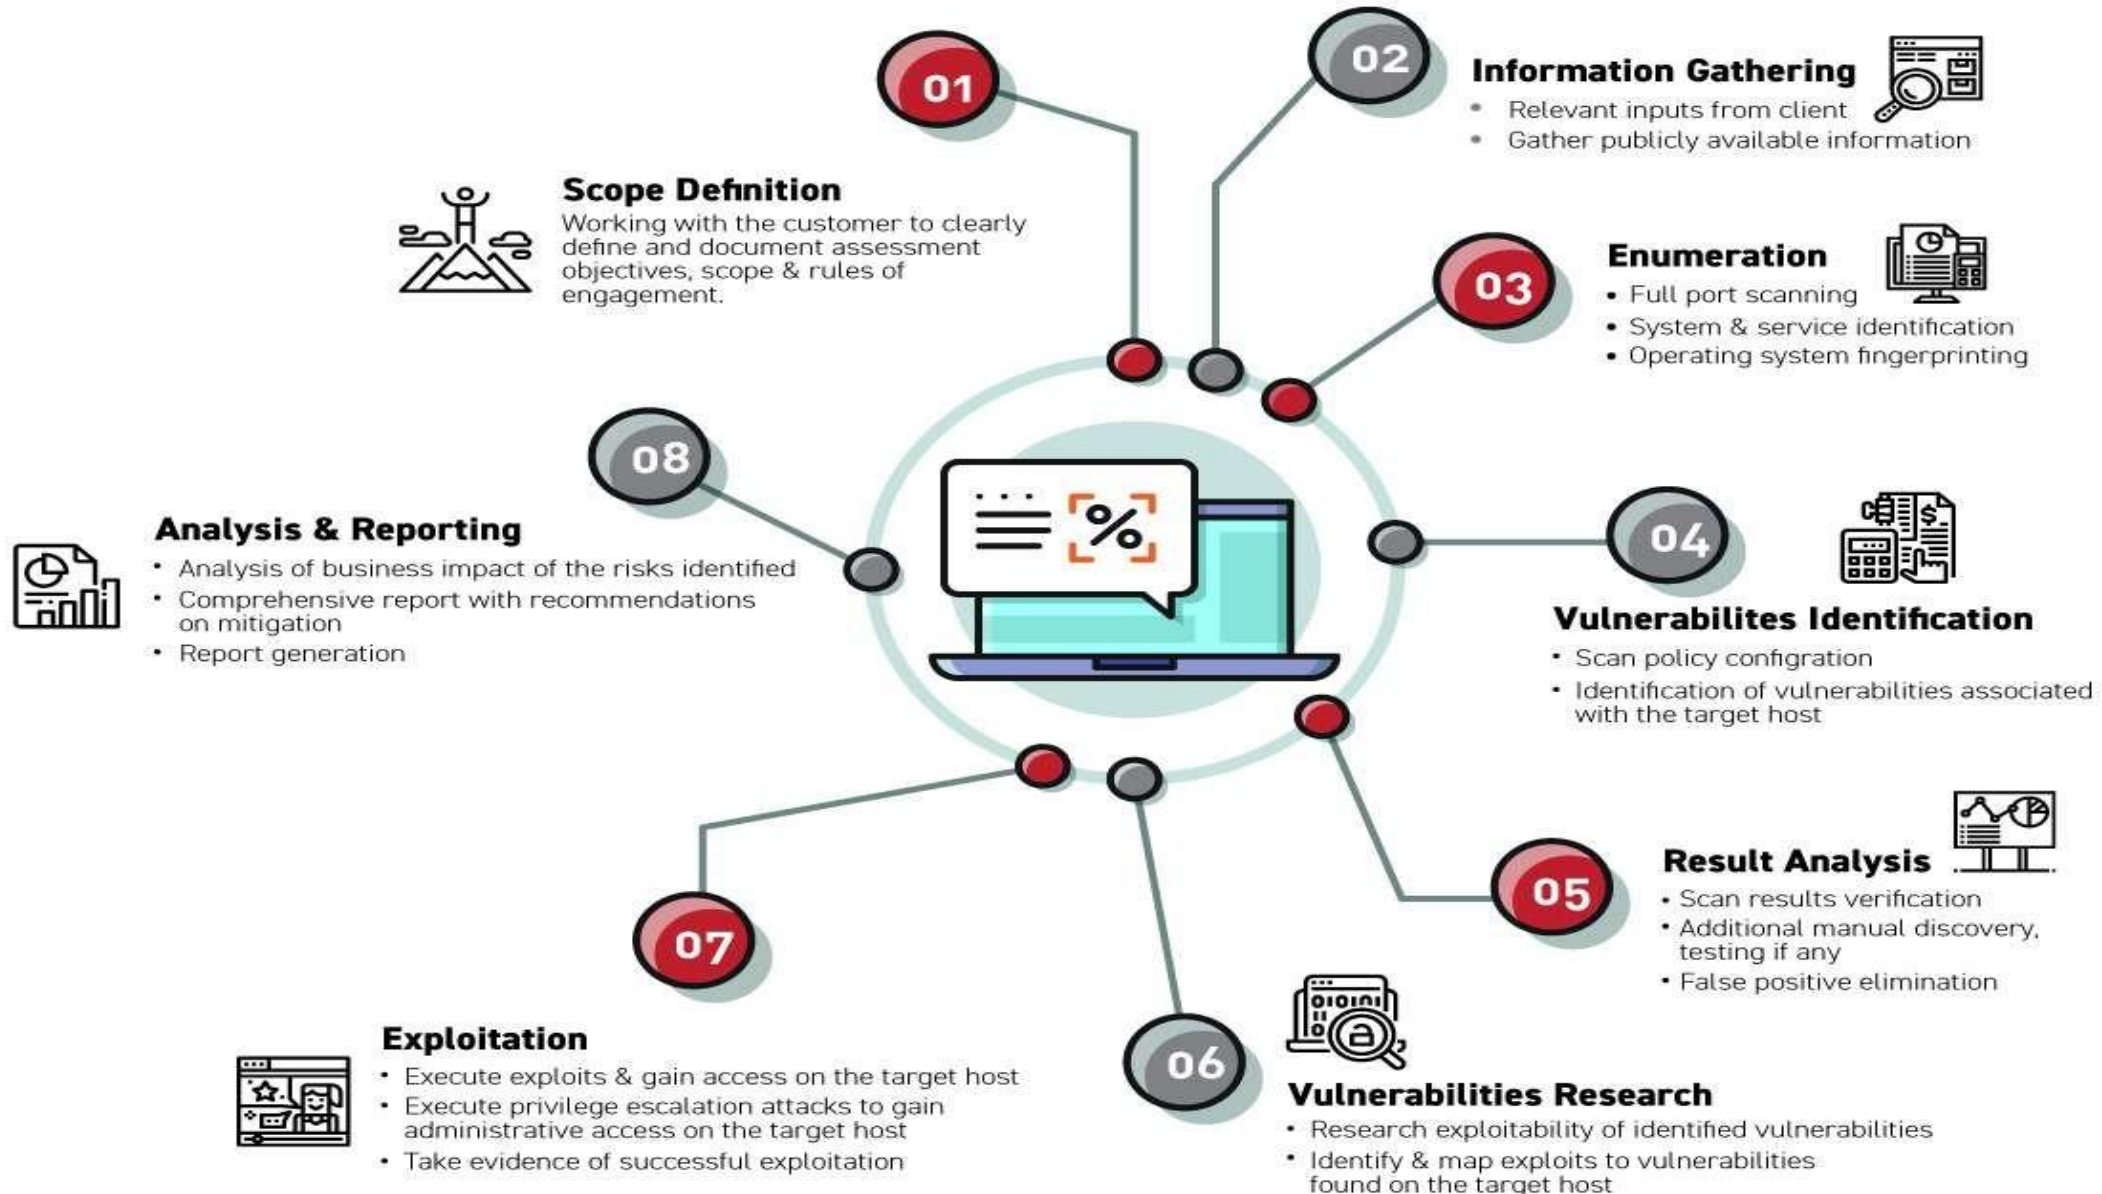 01
Scope Definition
Working with the customer to clearly
define and document assessment
objectives, scope & rules of
engagement.
02
Information Gathering
• Relevant inputs from client
• Gather publicly available information
03
Enumeration
• Full port scanning
• System & service identification
• Operating system fingerprinting
04
Vulnerabilites Identification
• Scan policy configration
• Identification of vulnerabilities associated
with the target host
05
Result Analysis
• Scan results verification
• Additional manual discovery,
testing if any
• False positive elimination
06
Vulnerabilities Research
• Research exploitability of identified vulnerabilities
• Identify & map exploits to vulnerabilities
found on the target host
07
Exploitation
• Execute exploits & gain access on the target host
• Execute privilege escalation attacks to gain
administrative access on the target host
• Take evidence of successful exploitation
08
Analysis & Reporting
• Analysis of business impact of the risks identified
• Comprehensive report with recommendations
on mitigation
• Report generation
%
$
010101